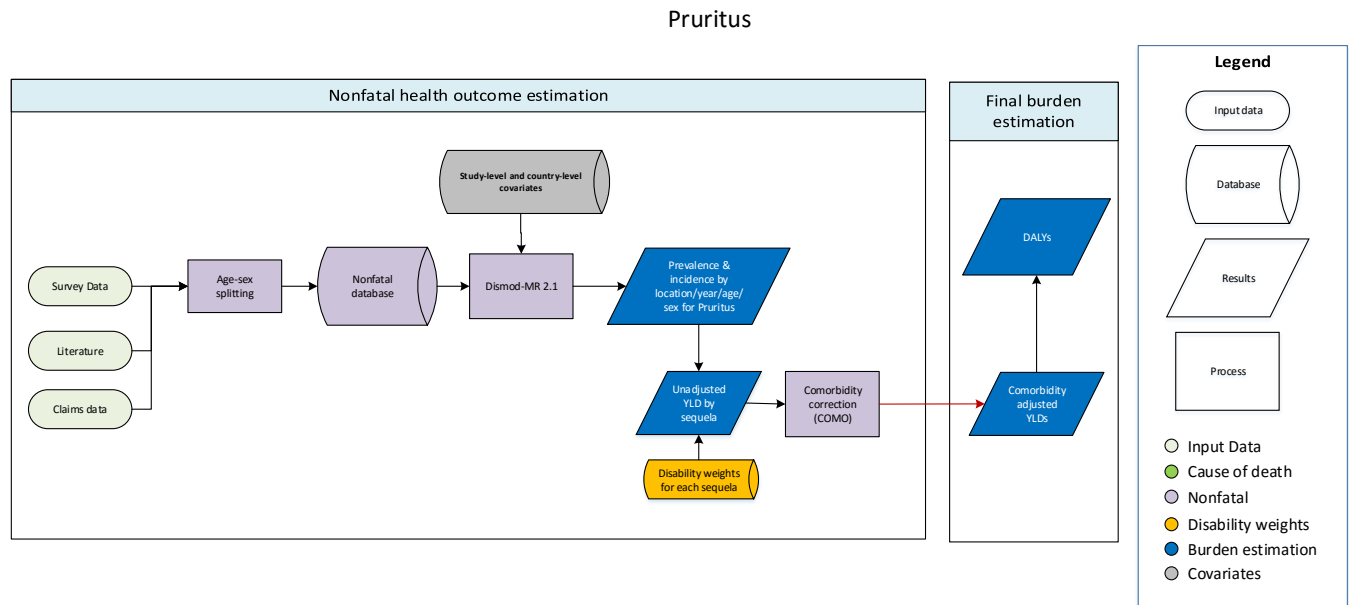 Pruritus
Nonfatal health outcome estimation
Study-level and country-level
covariates
Survey Data
Literature
Claims data
Age-sex
splitting
Nonfatal
database
Dismod-MR 2.1
Prevalence &
incidence by
location/year/age/
sex for Pruritus
Unadjusted
YLD by
sequela
Comorbidity
correction
(COMO)
Disability weights
for each sequela
Final burden
estimation
DALYs
Comorbidity
adjusted
YLDs
Legend
Input data
Database
Results
Process
Input Data
Cause of death
Nonfatal
Disability weights
Burden estimation
Covariates